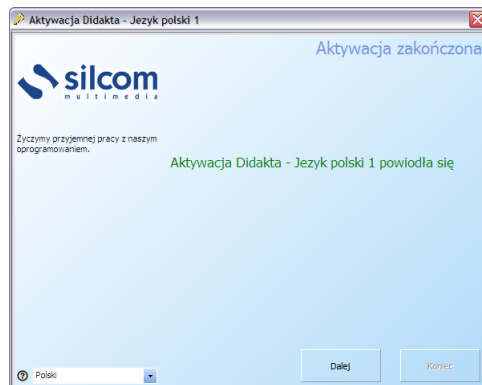 Aktywacja Didakta - Jezyk polski 1
Aktywacja zakończona
silcom
multimedia
Życzymy przyjemnej pracy z naszym
oprogramowaniem.
Aktywacja Didakta - Jezyk polski 1 powiodła się
Polski
Dalej
Koniec